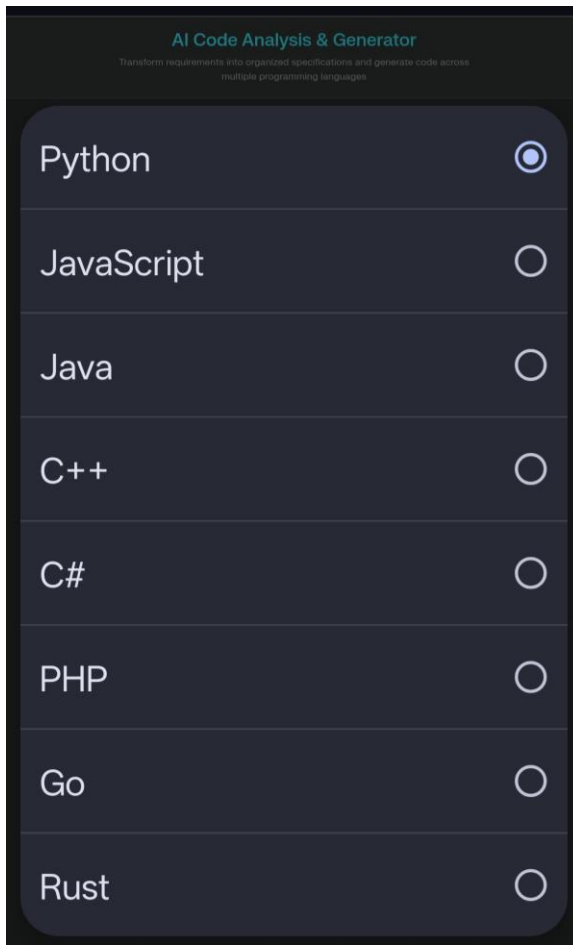 AI Code Analysis & Generator
Transform requirements into organized specifications and generate code across
multiple programming languages
Python
JavaScript
Java
C++
C#
PHP
Go
Rust